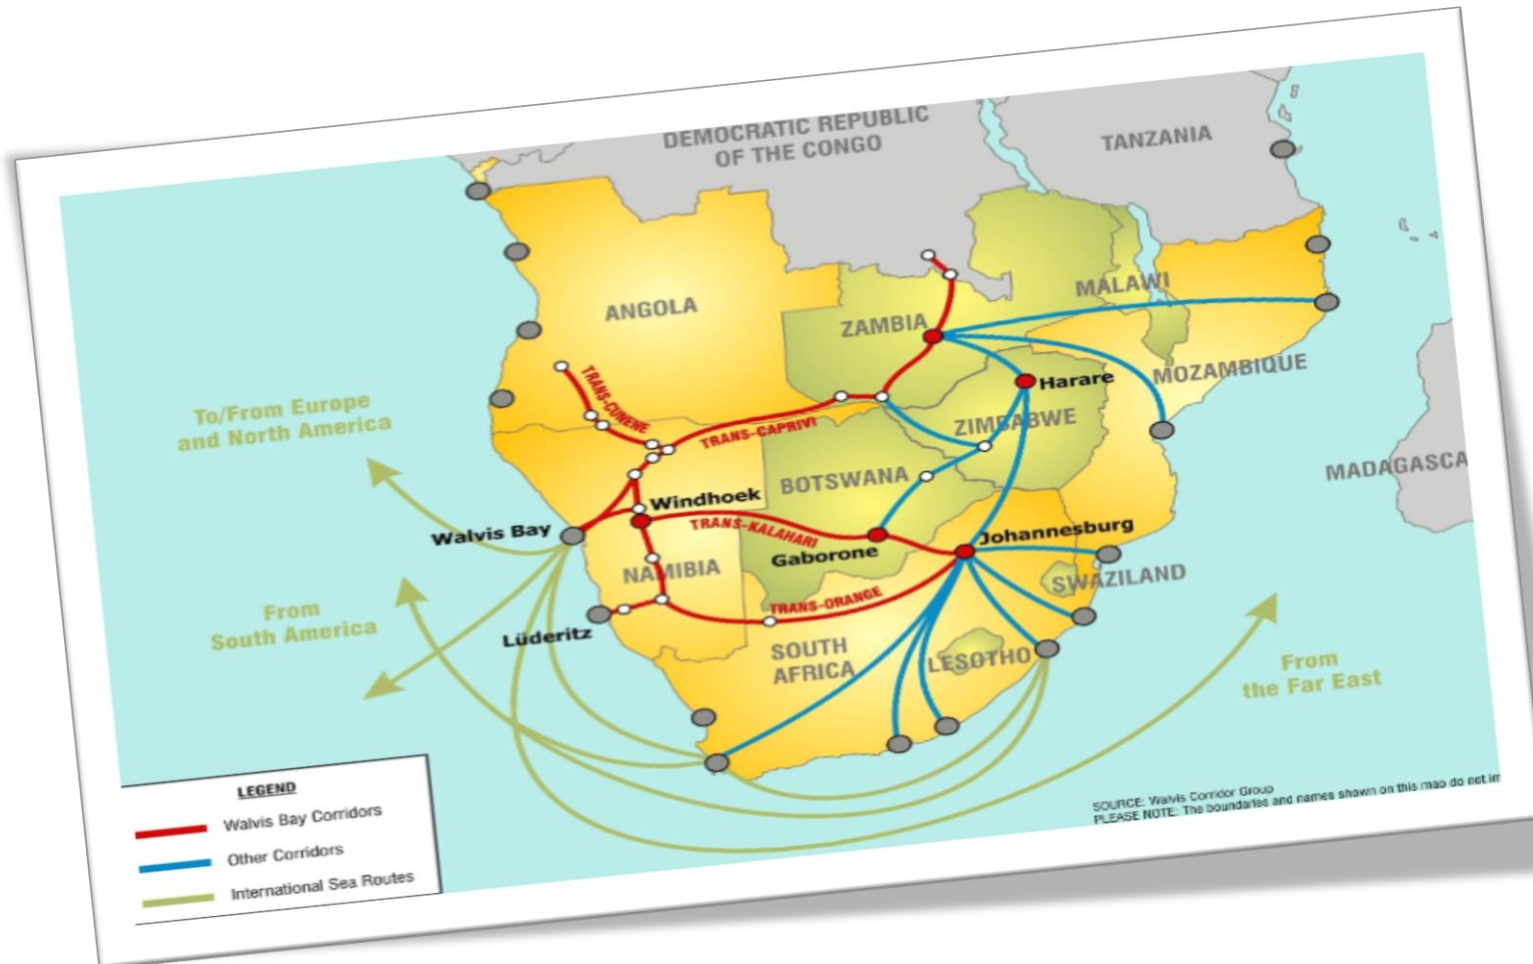 DEMOCRATIC REPUBLIC
OF THE CONGO
TANZANIA
ANGOLA
MALAWI
ZAMBIA
MOZAMBIQUE
Harare
TRANS-CUNENE
To/From Europe
and North America
TRANS-CAPRIVI
ZIMBABWE
BOTSWANA
MADAGASCA
Windhoek
Walvis Bay
TRANS-KALAHARI
Johannesburg
Gaborone
NAMIBIA
SWAZILAND
From
South America
TRANS-ORANGE
Lüderitz
SOUTH
AFRICA
LESOTHO
From
the Far East
LEGEND
Walvis Bay Corridors
Other Corridors
International Sea Routes
SOURCE: Walvis Corridor Group
PLEASE NOTE: The boundaries and names shown on this map do not im